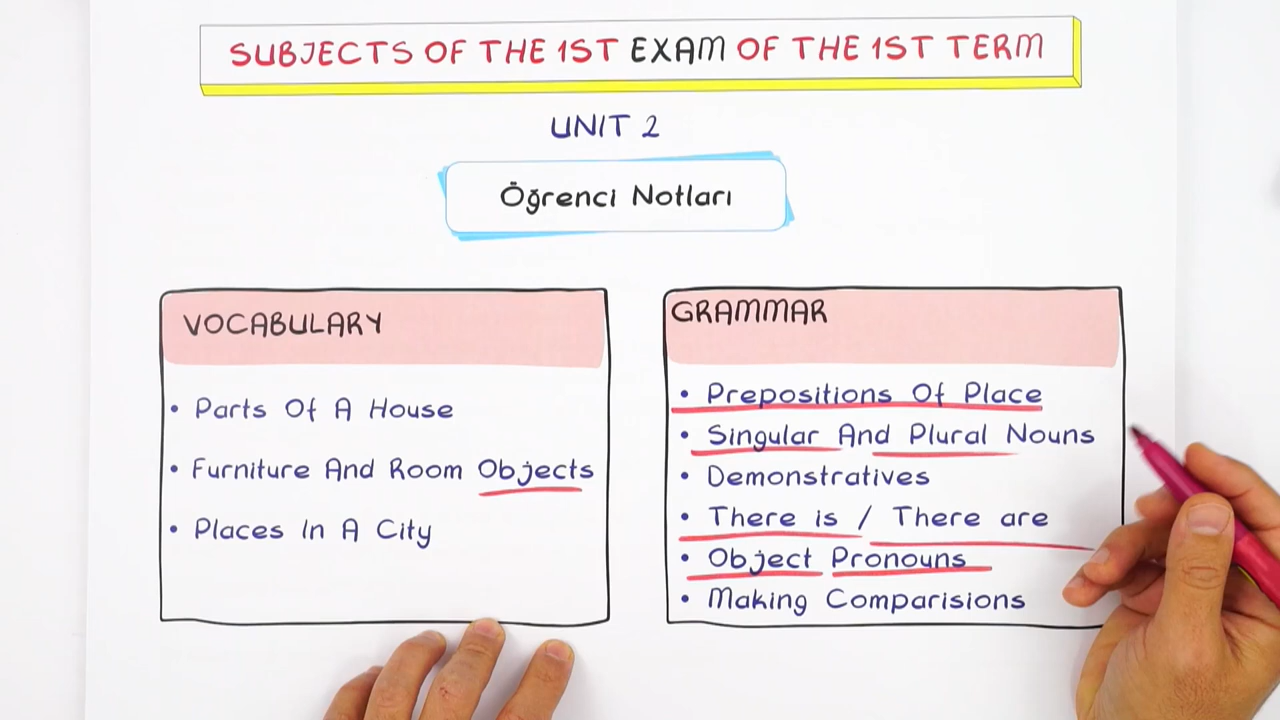 SUBJECTS OF THE 1ST EXAM OF THE 1ST TERM
UNIT 2
Öğrenci Notları
VOCABULARY
• Parts Of A House
• Furniture And Room Objects
• Places In A City
GRAMMAR
• Prepositions Of Place
• Singular And Plural Nouns
• Demonstratives
• There is / There are
• Object Pronouns
• Making Comparisions